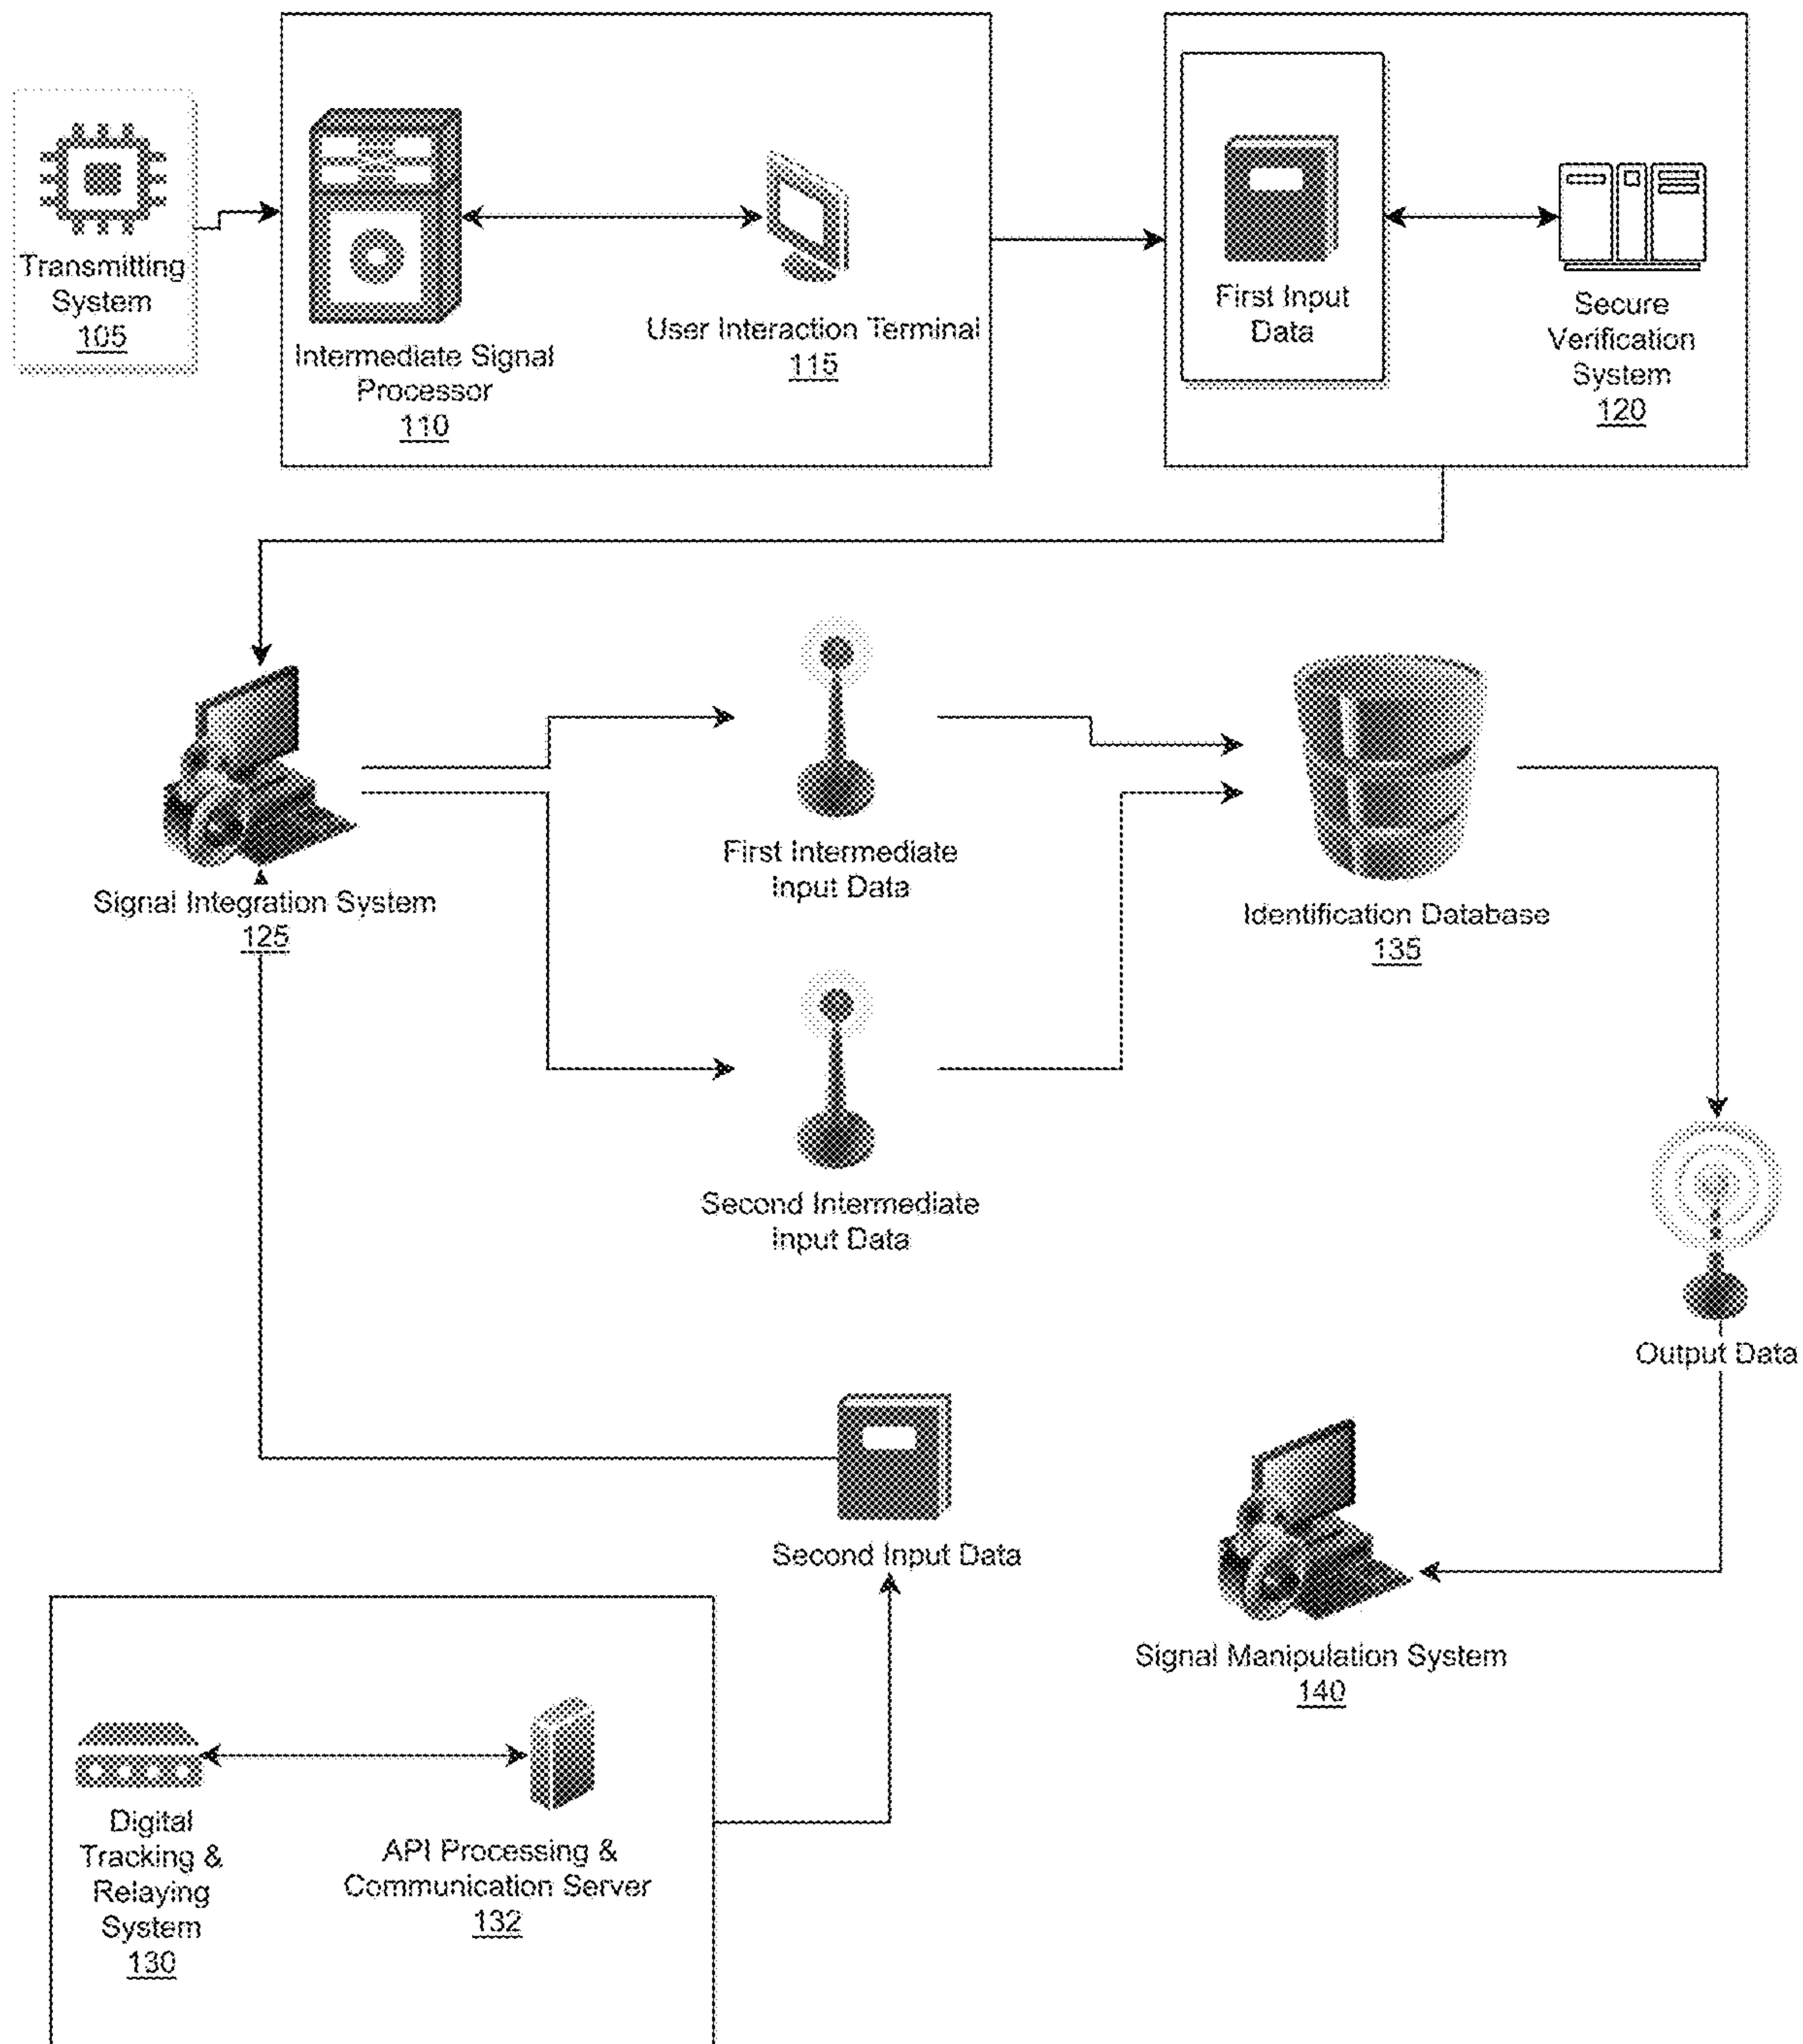 Transmitting
System
105
Intermediate Signal
Processor
110
User Interaction Terminal
115
First Input
Data
Secure
Verification
System
120
Signal Integration System
125
First Intermediate
Input Data
Identification Database
135
Second Intermediate
Input Data
Output Data
Second Input Data
Signal Manipulation System
140
Digital
Tracking &
Relaying
System
130
API Processing &
Communication Server
132